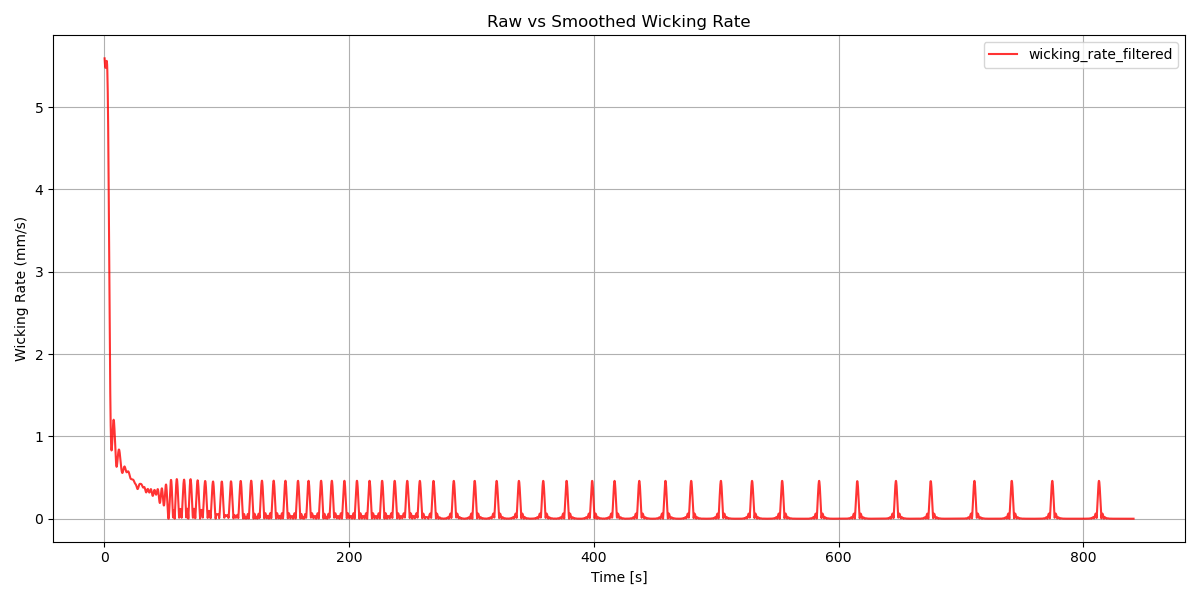 Raw vs Smoothed Wicking Rate
wicking_rate_filtered
5
4
3
2
1
0
Wicking Rate (mm/s)
0 200 400 600 800
Time [s]